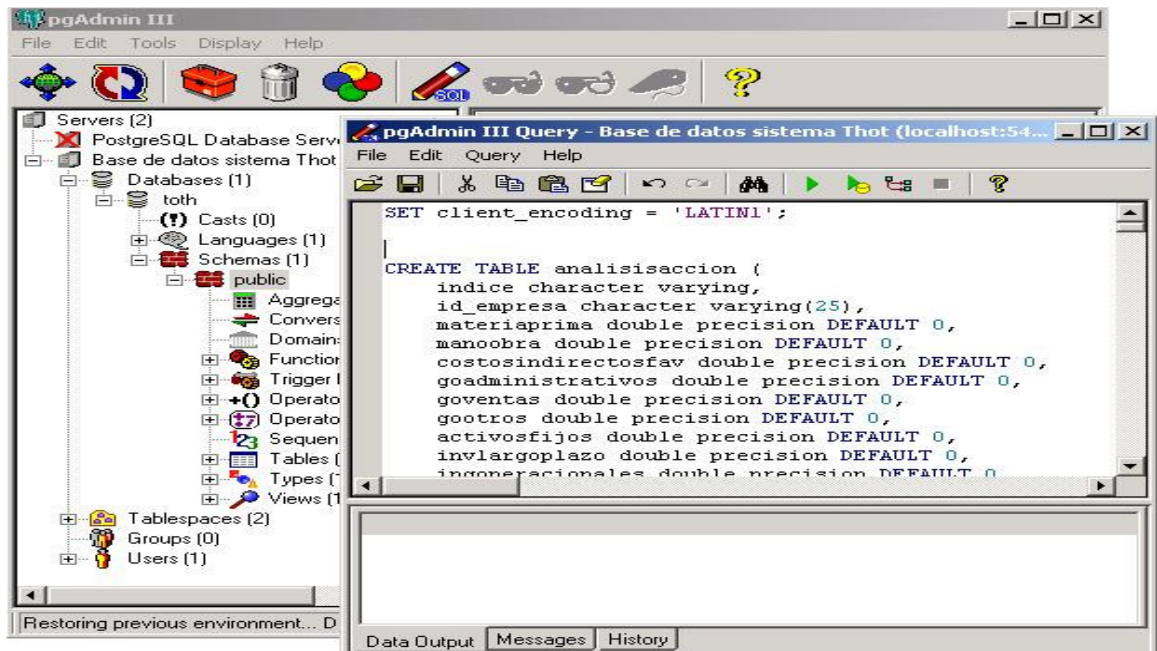 pgAdmin III
File Edit Tools Display Help
SQL
Servers (2)
PostgreSQL Database Serv
Base de datos sistema Thot
Databases (1)
toth
Casts (0)
Languages (1)
Schemas (1)
public
Aggrega
Convers
Domain
Function
Trigger
Operato
Operato
Sequen
Tables (
Types (
Views (1
Tablespaces (2)
Groups (0)
Users (1)
Restoring previous environment... D
pgAdmin III Query - Base de datos sistema Thot (localhost:54...
File Edit Query Help
SET client_encoding = 'LATIN1';
CREATE TABLE analisisaccion (
indice character varying,
id_empresa character varying(25),
materiaprima double precision DEFAULT 0,
manoobra double precision DEFAULT 0,
costosindirectosfav double precision DEFAULT 0,
goadministrativos double precision DEFAULT 0,
goventas double precision DEFAULT 0,
gootros double precision DEFAULT 0,
activosfijos double precision DEFAULT 0,
invlargoplazo double precision DEFAULT 0,
ingoperacionales double precision DEFAULT 0
Data Output Messages History